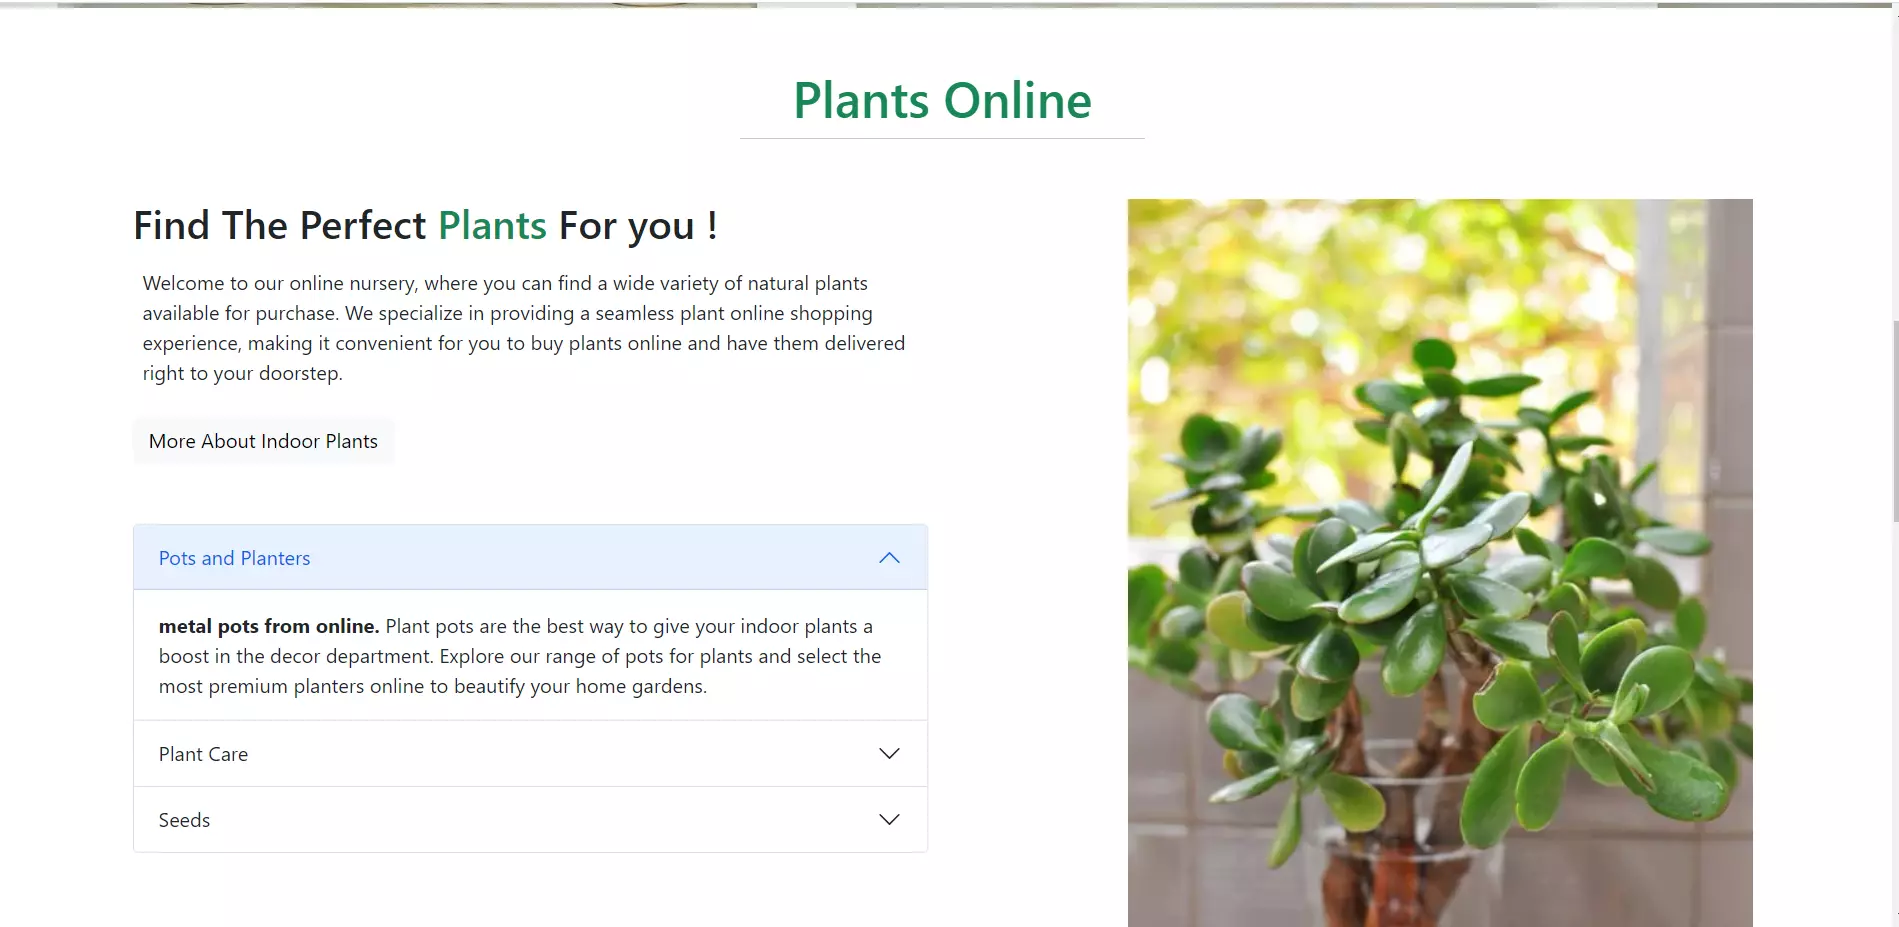 Plants Online
Find The Perfect Plants For you !
Welcome to our online nursery, where you can find a wide variety of natural plants
available for purchase. We specialize in providing a seamless plant online shopping
experience, making it convenient for you to buy plants online and have them delivered
right to your doorstep.
More About Indoor Plants
Pots and Planters
metal pots from online. Plant pots are the best way to give your indoor plants a
boost in the decor department. Explore our range of pots for plants and select the
most premium planters online to beautify your home gardens.
Plant Care
Seeds